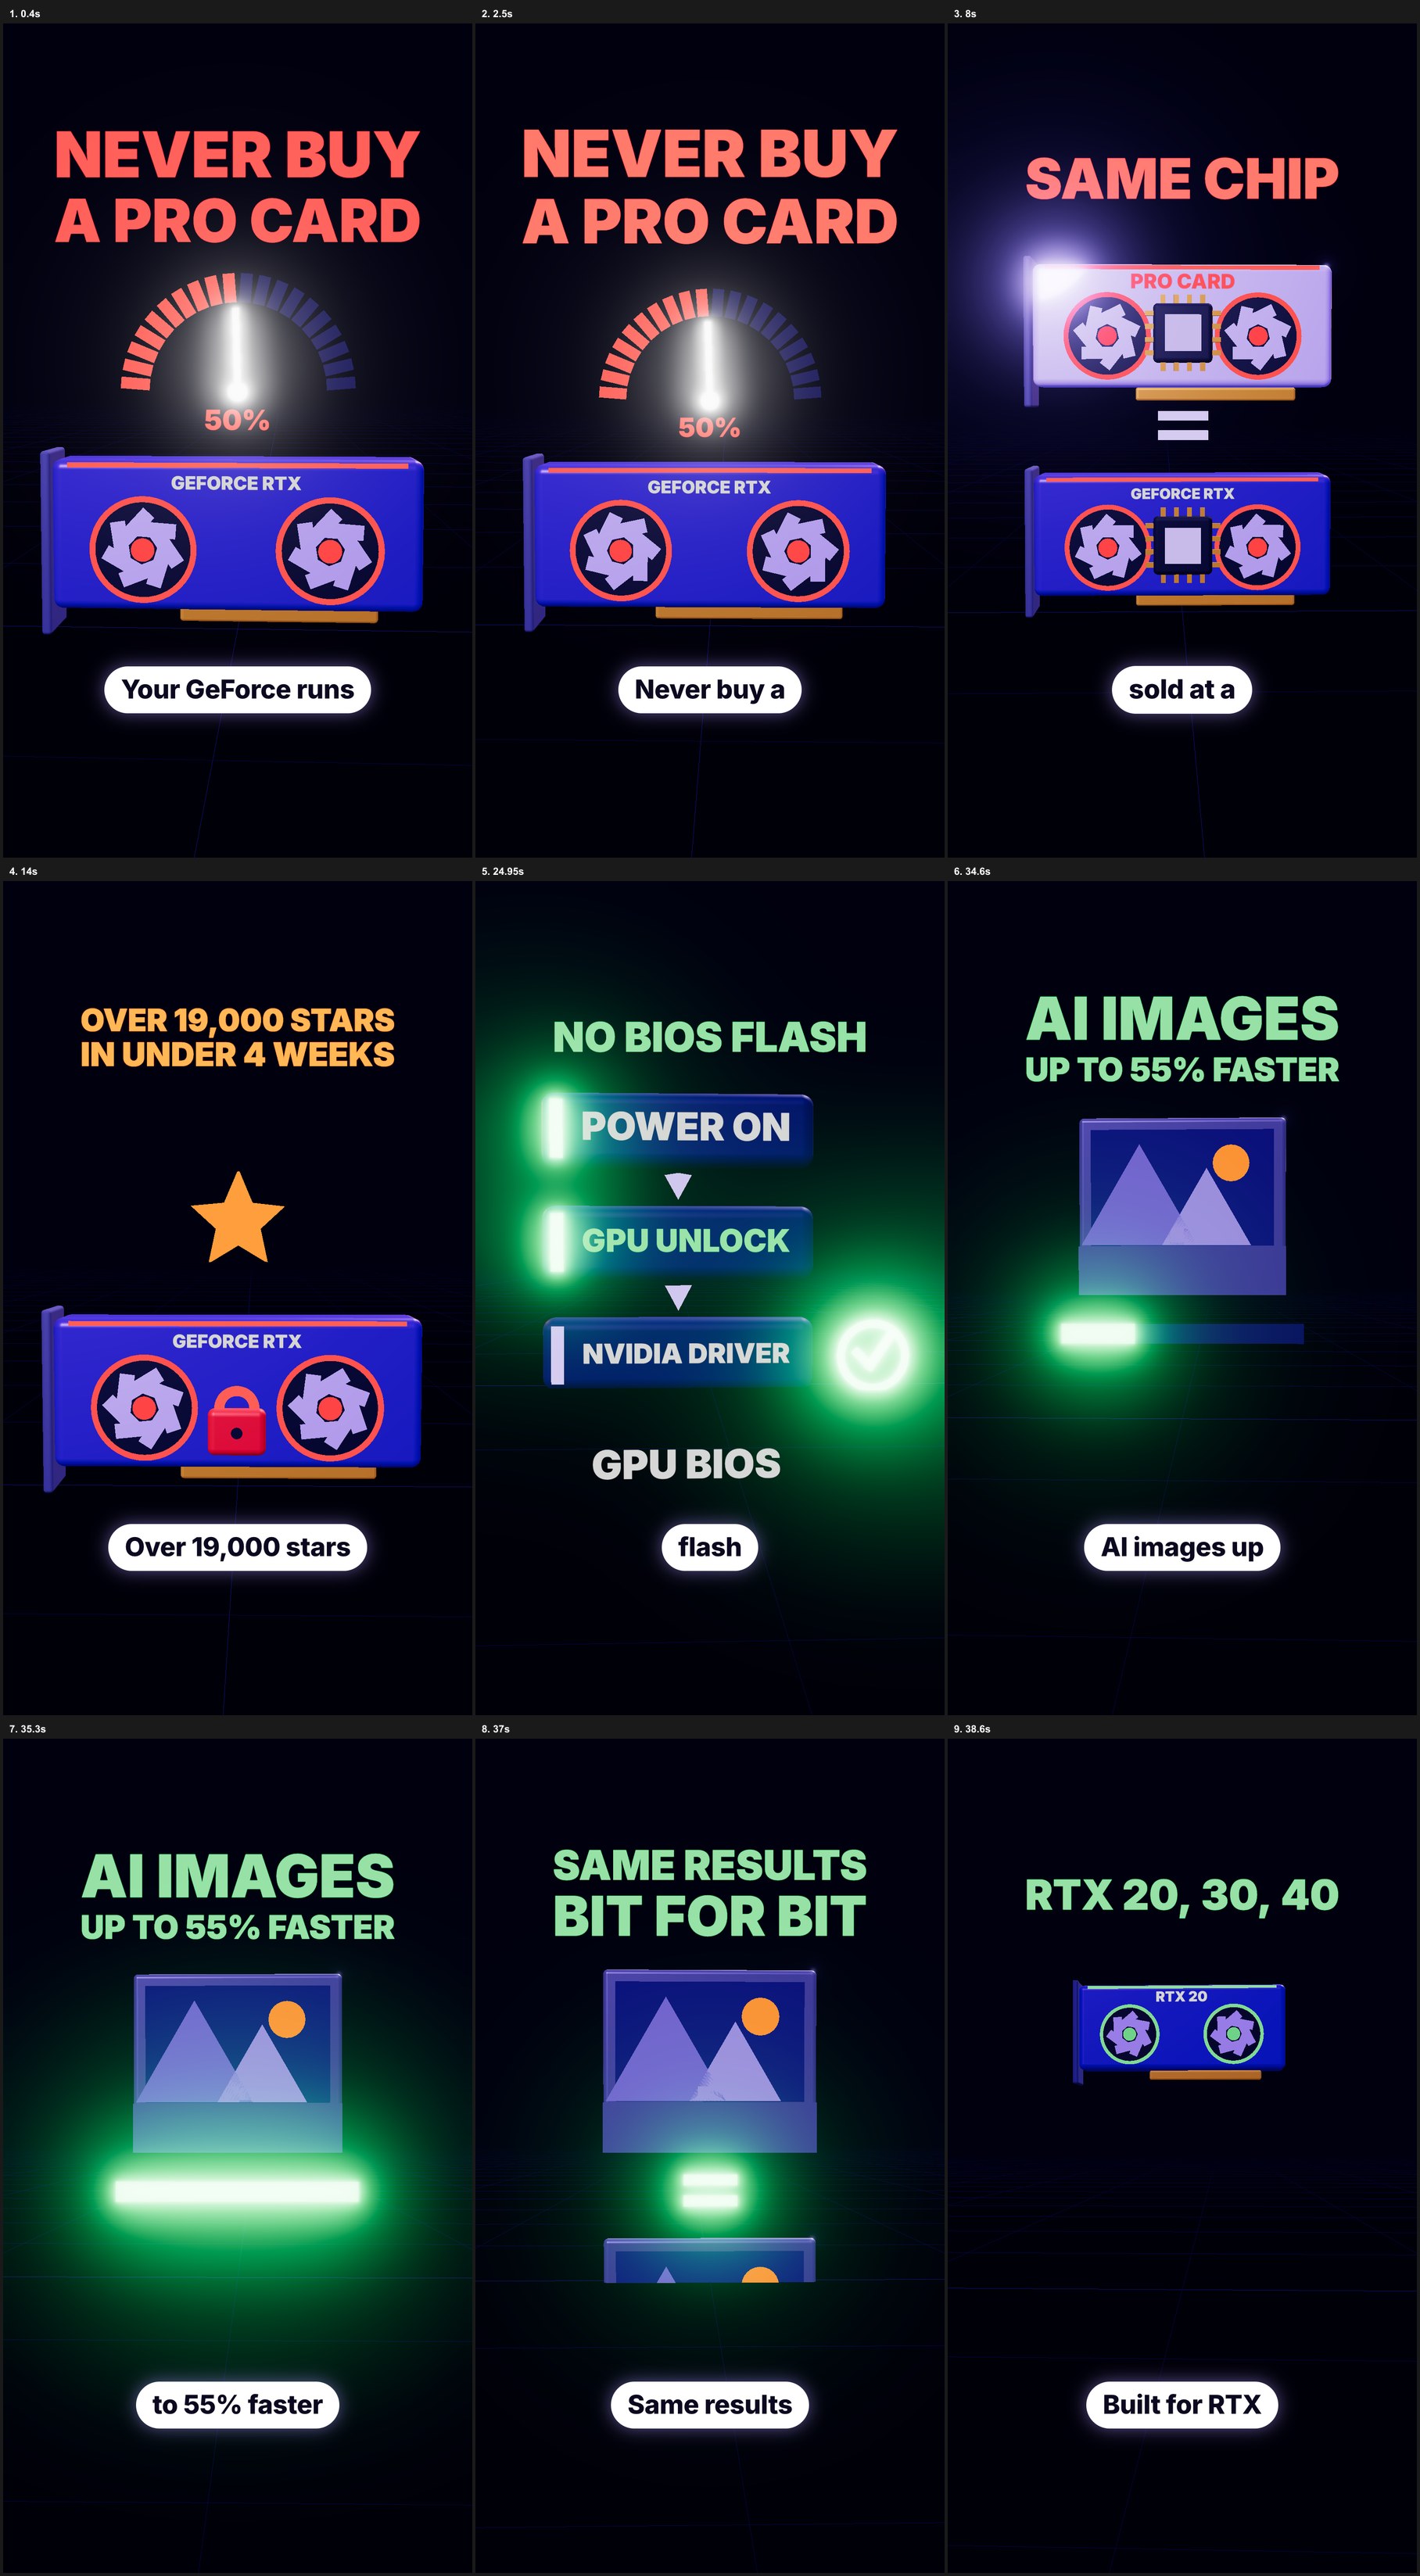 1. 0.4s
NEVER BUY
A PRO CARD
50%
GEFORCE RTX
Your GeForce runs
2. 2.5s
NEVER BUY
A PRO CARD
50%
GEFORCE RTX
Never buy a
3. 8s
SAME CHIP
PRO CARD
GEFORCE RTX
sold at a
4. 14s
OVER 19,000 STARS
IN UNDER 4 WEEKS
GEFORCE RTX
Over 19,000 stars
5. 24.95s
NO BIOS FLASH
POWER ON
GPU UNLOCK
NVIDIA DRIVER
GPU BIOS
flash
6. 34.6s
AI IMAGES
UP TO 55% FASTER
AI images up
7. 35.3s
AI IMAGES
UP TO 55% FASTER
to 55% faster
8. 37s
SAME RESULTS
BIT FOR BIT
Same results
9. 38.6s
RTX 20, 30, 40
RTX 20
Built for RTX